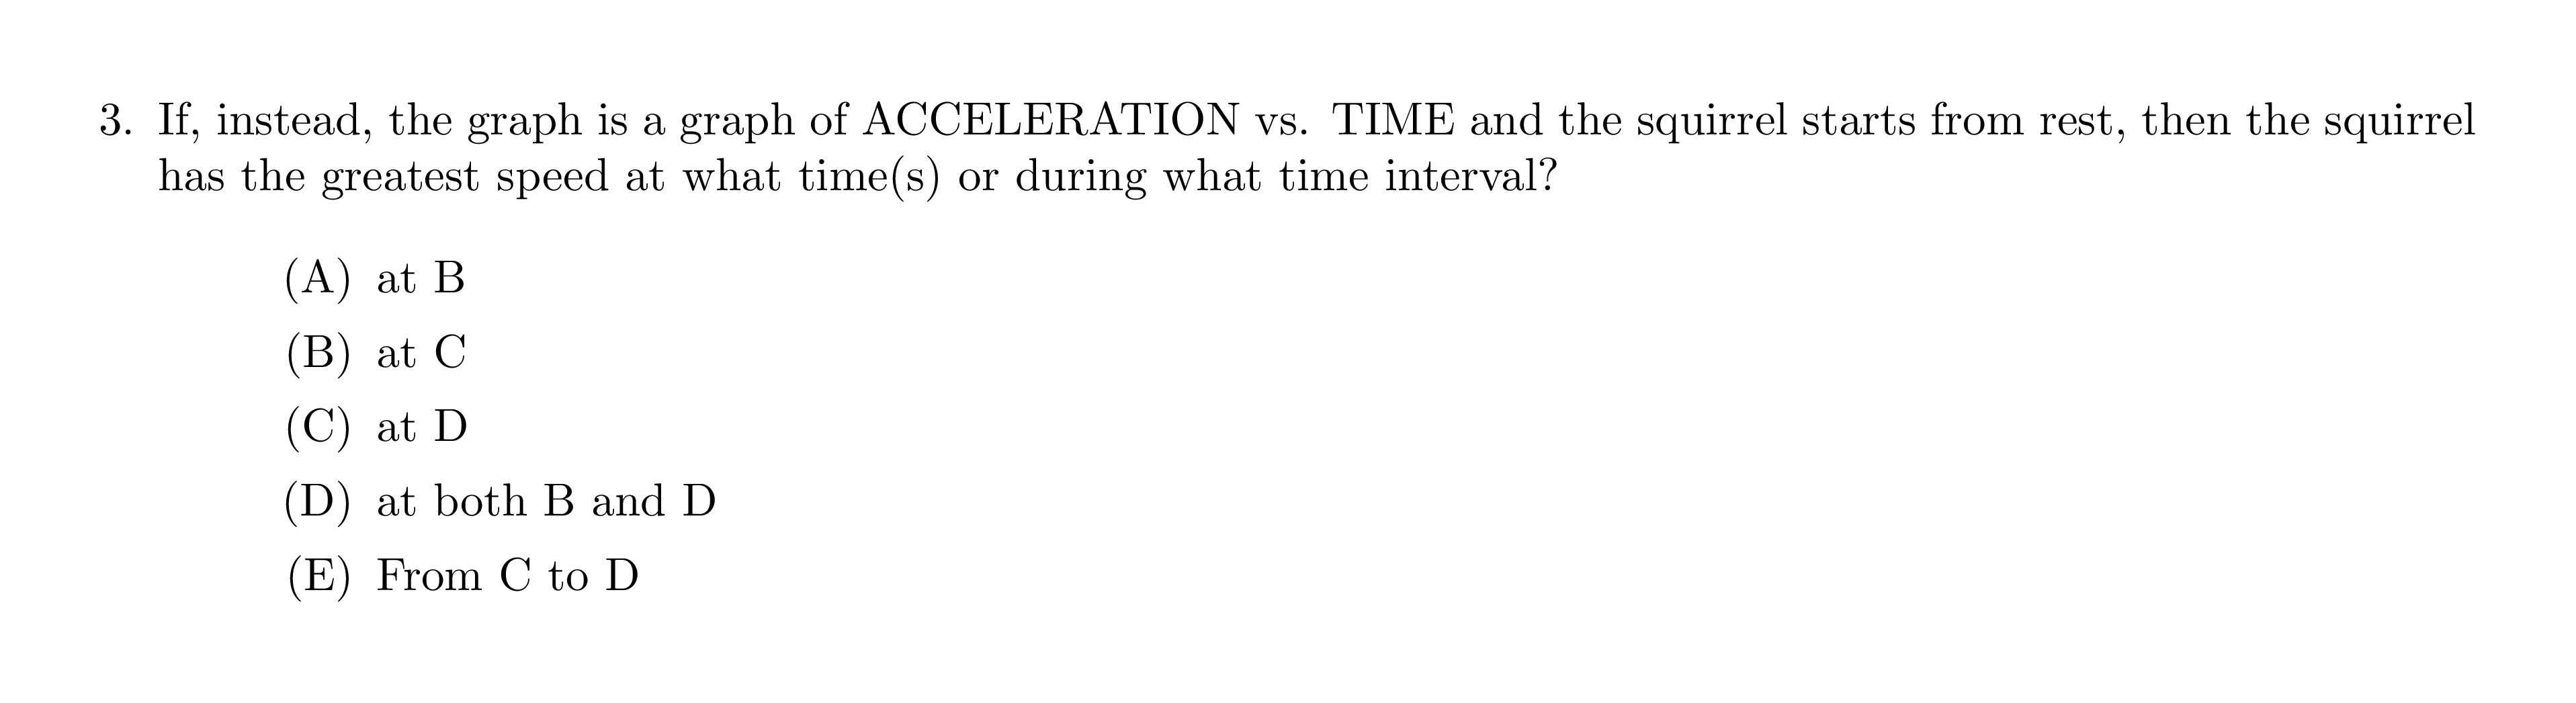 3. If, instead, the graph is a graph of ACCELERATION vs. TIME and the squirrel starts from rest, then the squirrel
has the greatest speed at what time(s) or during what time interval?
(A) at B
(B) at C
(C) at D
(D) at both B and D
(E) From C to D